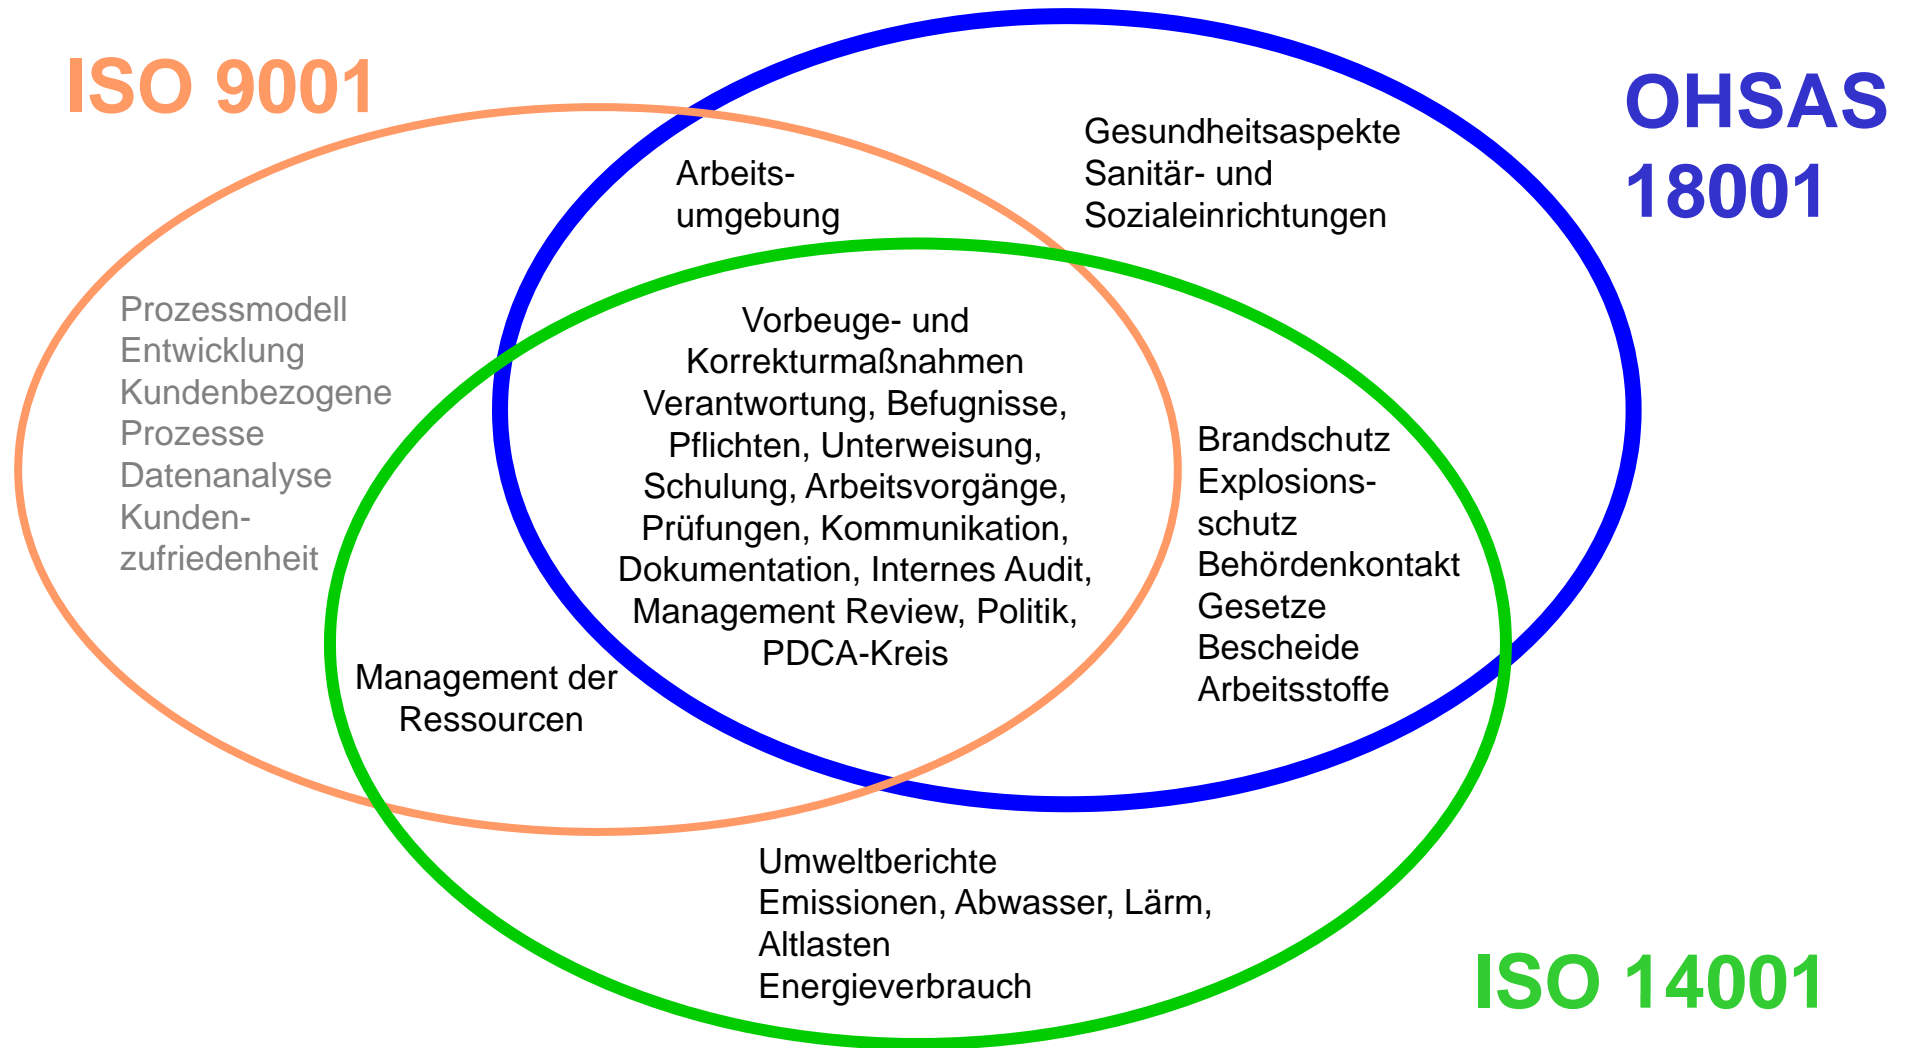 ISO 9001
OHSAS
18001
Gesundheitsaspekte
Sanitär- und
Sozialeinrichtungen
Arbeits-
umgebung
Prozessmodell
Entwicklung
Kundenbezogene
Prozesse
Datenanalyse
Kunden-
zufriedenheit
Vorbeuge- und
Korrekturmaßnahmen
Verantwortung, Befugnisse,
Pflichten, Unterweisung,
Schulung, Arbeitsvorgänge,
Prüfungen, Kommunikation,
Dokumentation, Internes Audit,
Management Review, Politik,
PDCA-Kreis
Brandschutz
Explosions-
schutz
Behördenkontakt
Gesetze
Bescheide
Arbeitsstoffe
Management der
Ressourcen
Umweltberichte
Emissionen, Abwasser, Lärm,
Altlasten
Energieverbrauch
ISO 14001